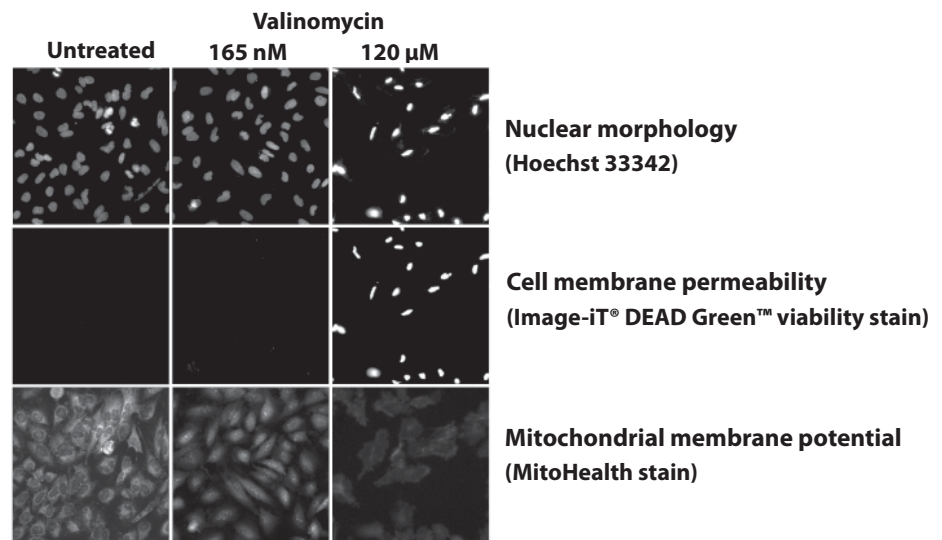 Valinomycin
Untreated 165 nM 120 µM
Nuclear morphology
(Hoechst 33342)
Cell membrane permeability
(Image-iT® DEAD Green™ viability stain)
Mitochondrial membrane potential
(MitoHealth stain)